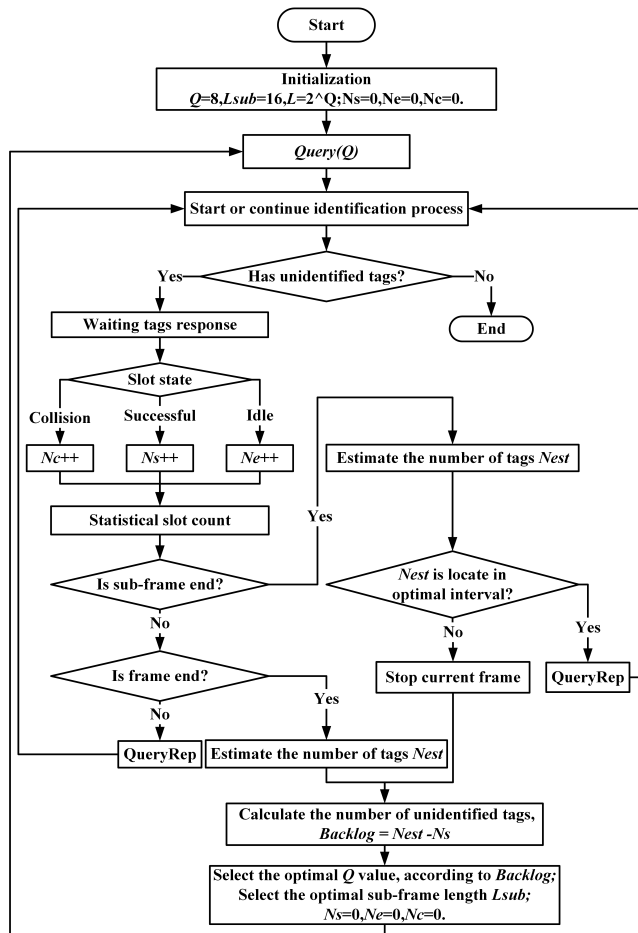 Start
Initialization
Q=8,Lsub=16,L=2^Q;Ns=0,Ne=0,Nc=0.
Query(Q)
Start or continue identification process
Has unidentified tags?
Yes
No
End
Waiting tags response
Slot state
Collision
Successful
Idle
Nc++
Ns++
Ne++
Statistical slot count
Is sub-frame end?
Yes
No
Estimate the number of tags Nest
Nest is locate in
optimal interval?
Yes
No
QueryRep
Stop current frame
Is frame end?
Yes
No
QueryRep
Estimate the number of tags Nest
Calculate the number of unidentified tags,
Backlog = Nest -Ns
Select the optimal Q value, according to Backlog;
Select the optimal sub-frame length Lsub;
Ns=0,Ne=0,Nc=0.